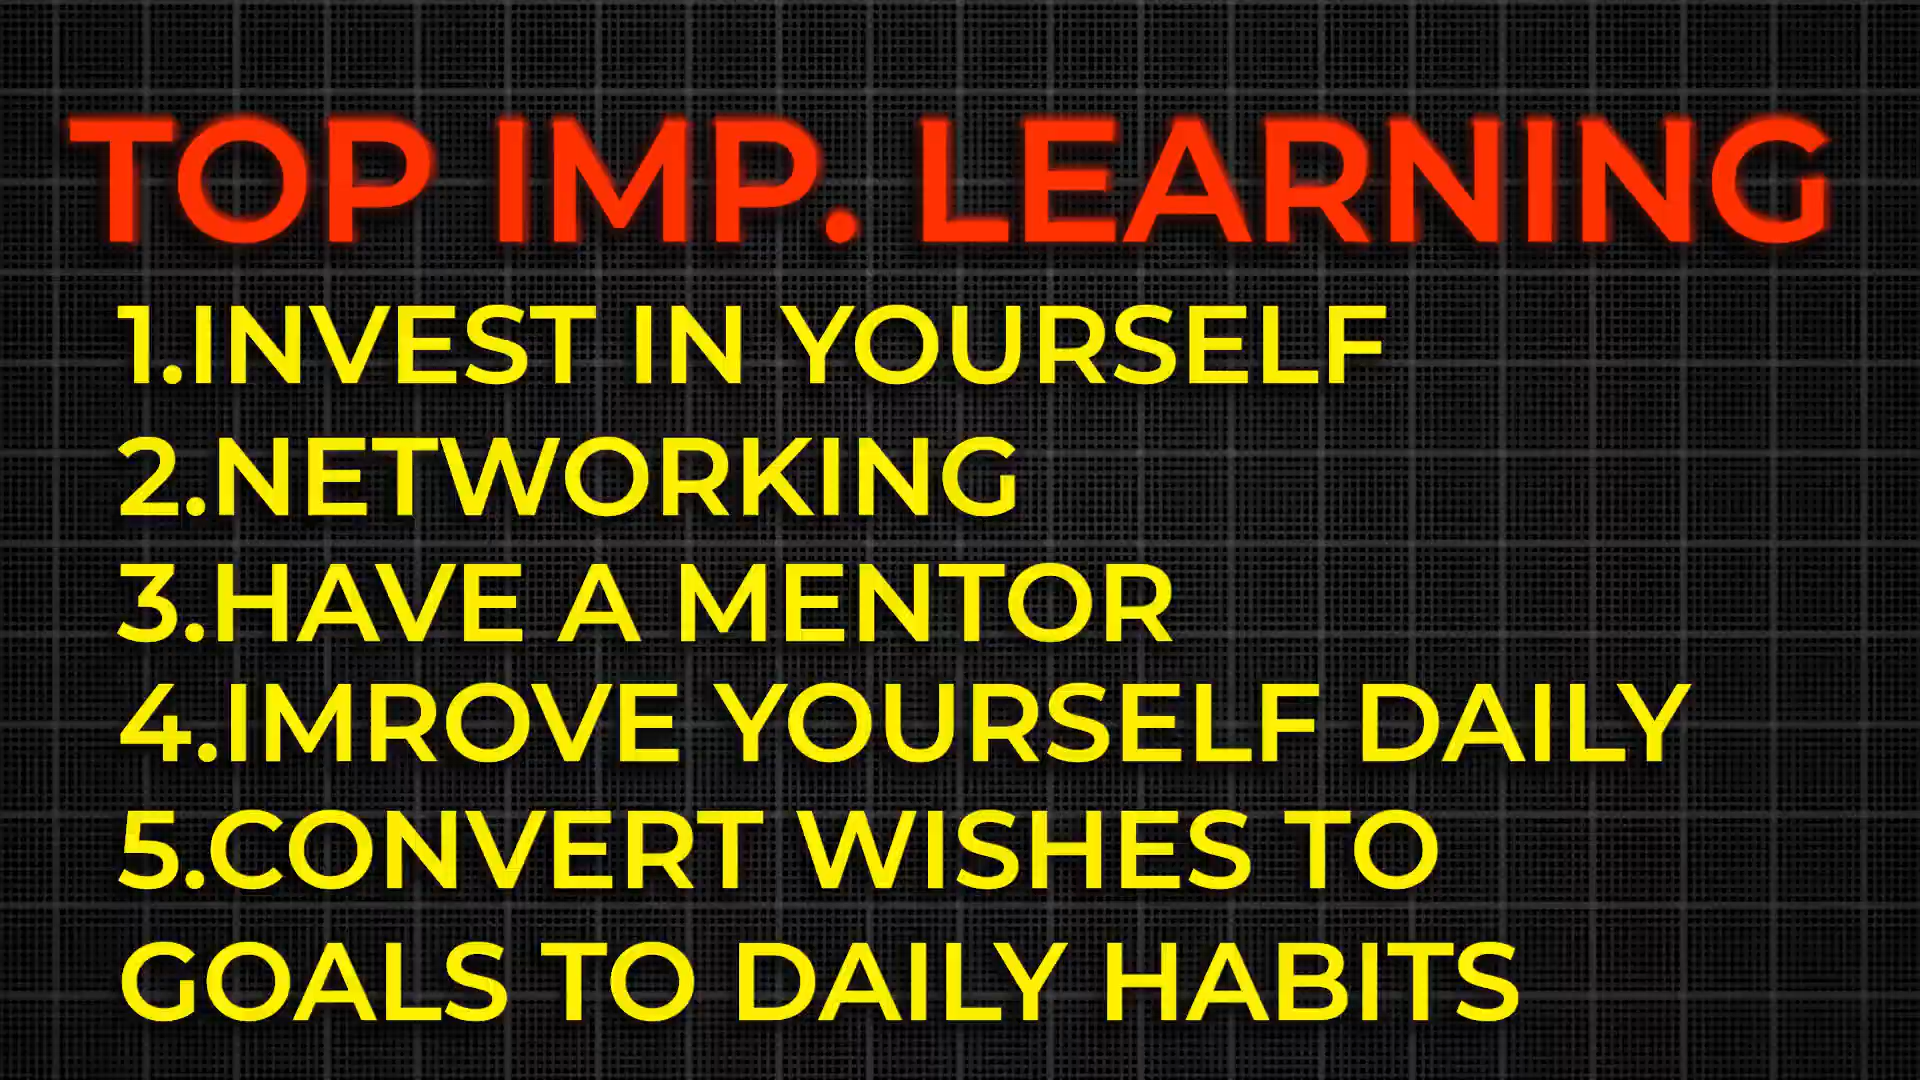 TOP IMP. LEARNING
1.INVEST IN YOURSELF
2.NETWORKING
3.HAVE A MENTOR
4.IMROVE YOURSELF DAILY
5.CONVERT WISHES TO
GOALS TO DAILY HABITS